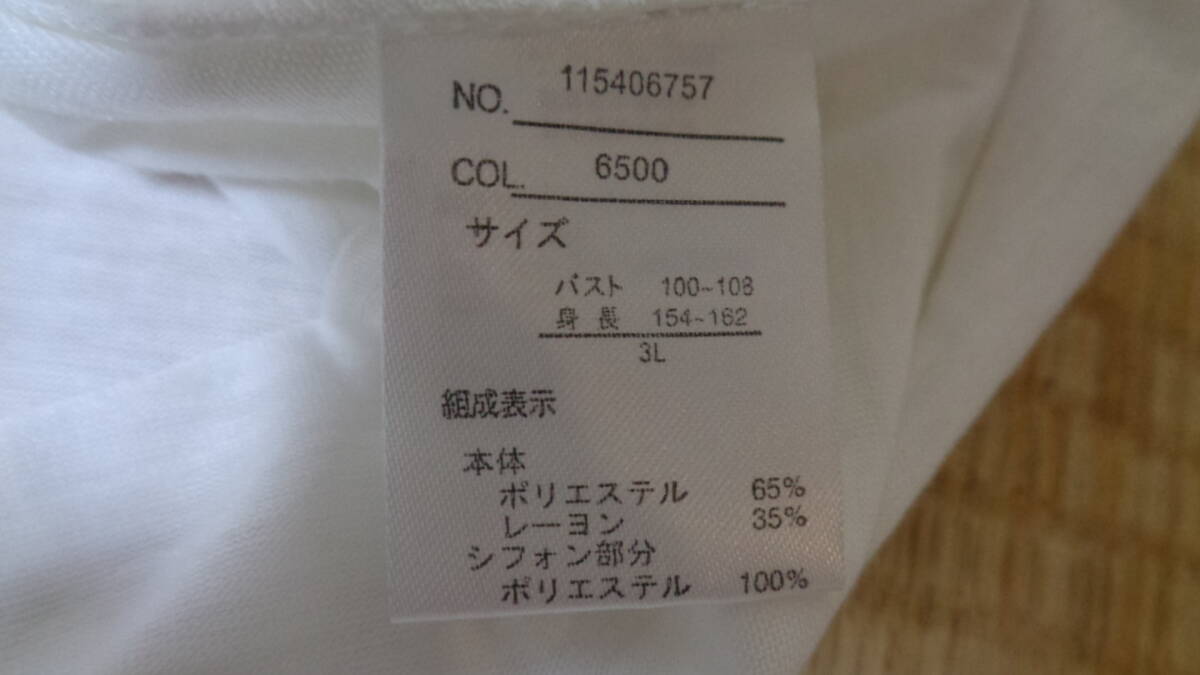 NO. 115406757
COL. 6500
サイズ
バスト 100~108
身長 154~162
3L
組成表示
本体
ポリエステル 65%
レーヨン 35%
シフォン部分
ポリエステル 100%